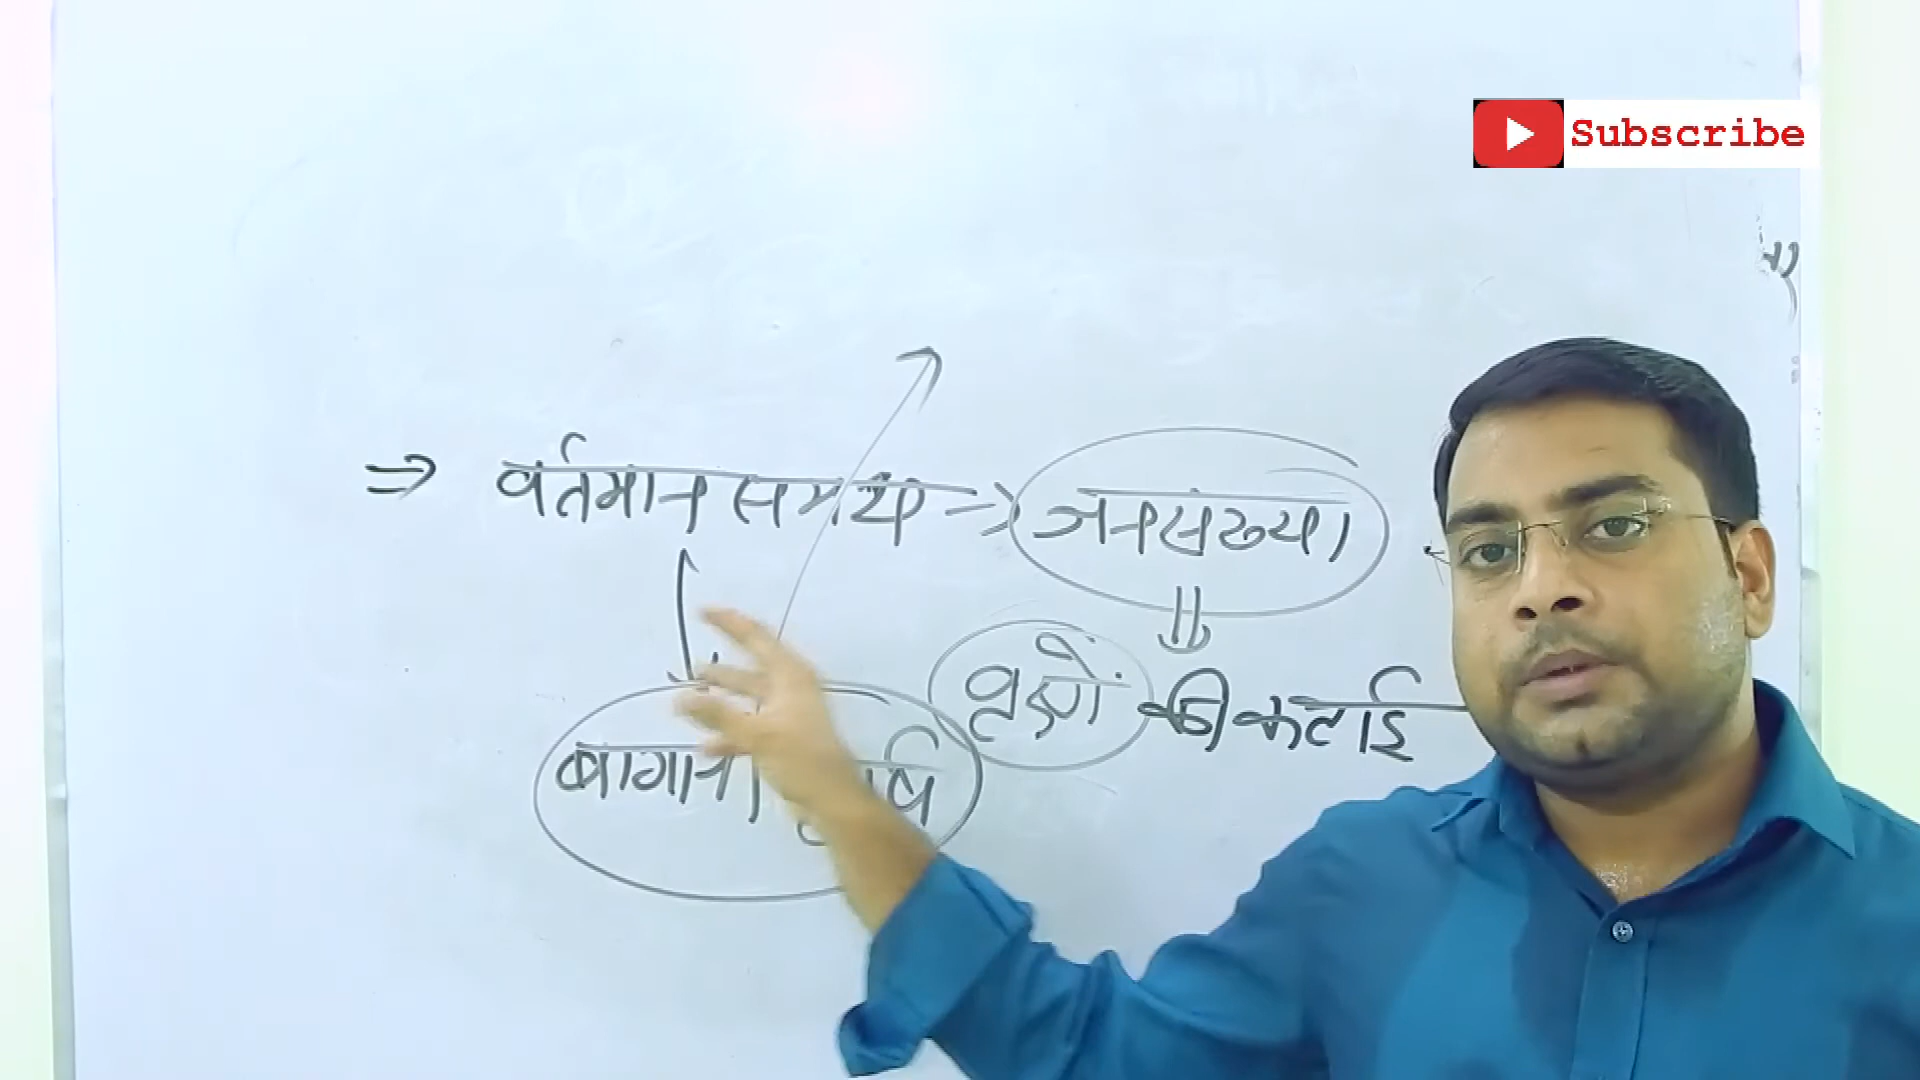 Subscribe
⇒ वर्तमान समय → जनसंख्या
वृक्षों की कटाई
बागानी